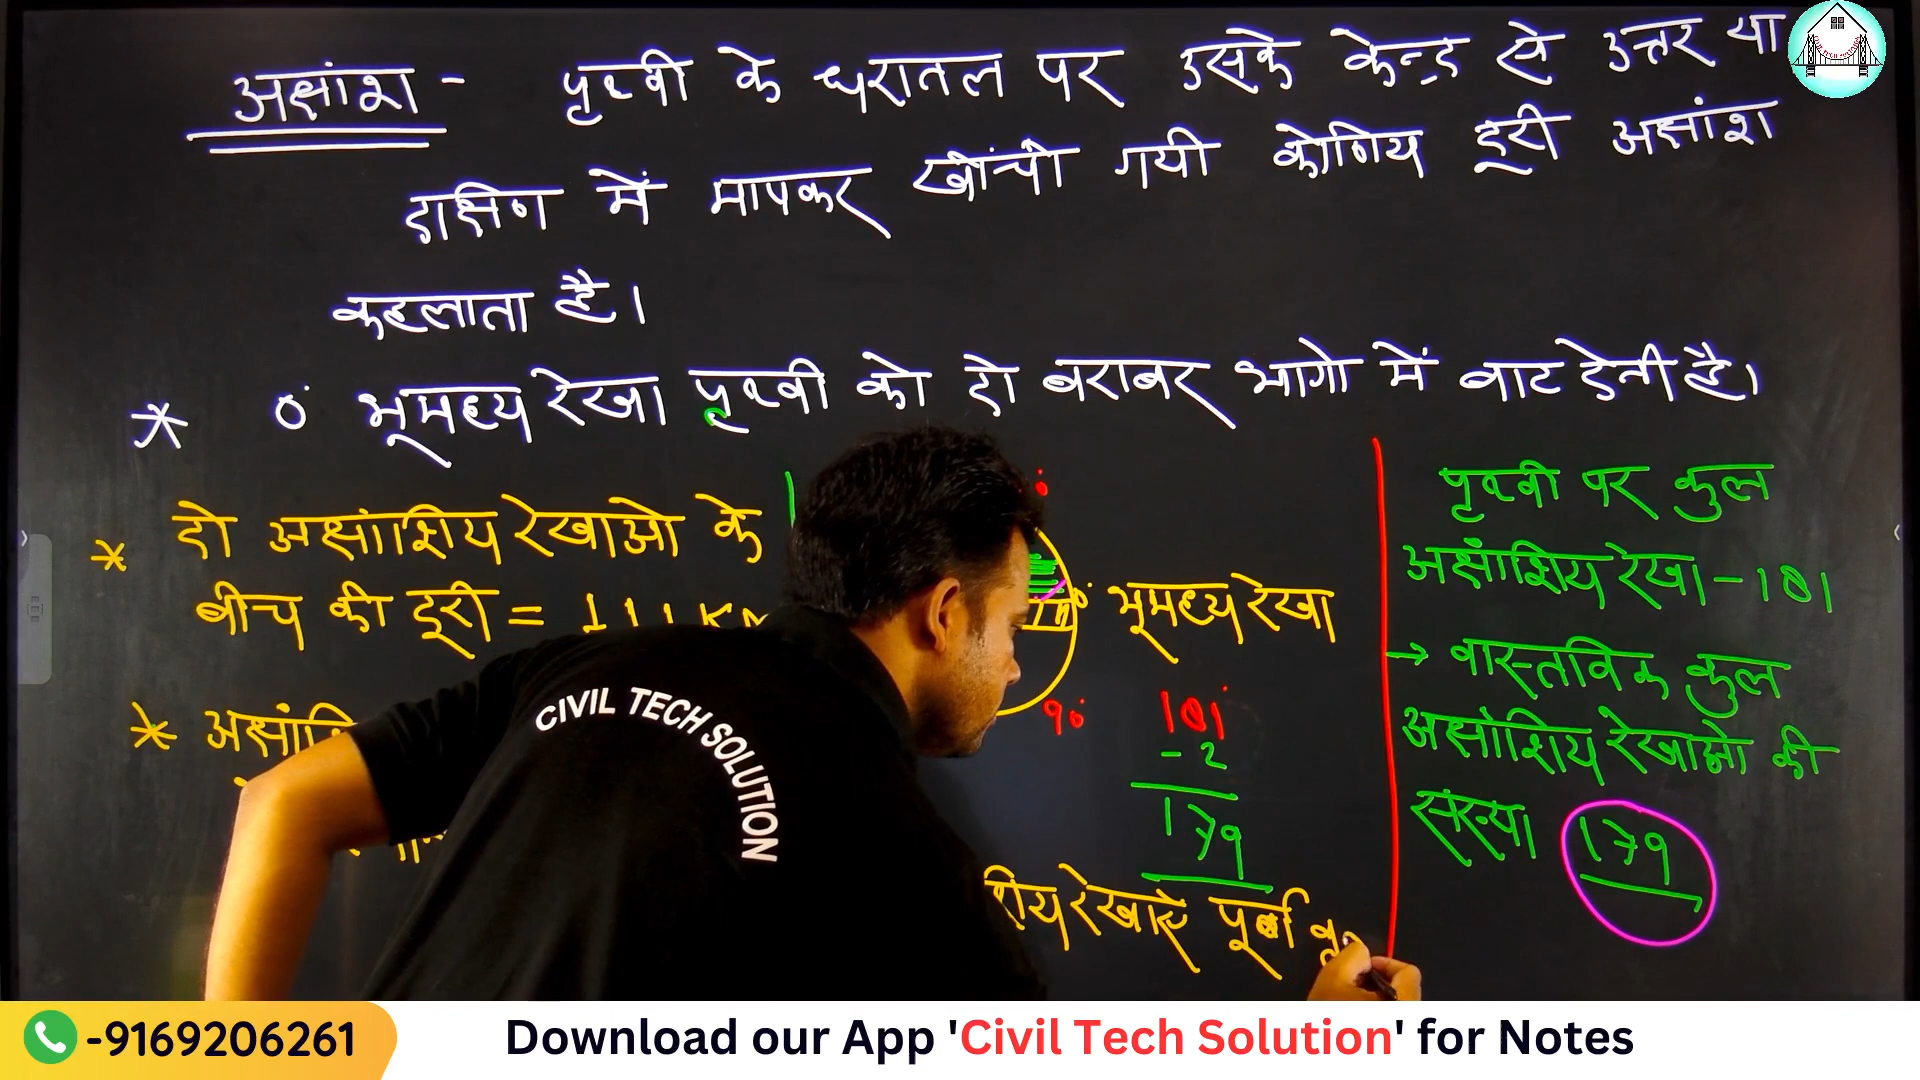 अक्षांश - पृथ्वी के धरातल पर उसके केन्द्र से उत्तर या
दक्षिण में मापकर खींची गयी कोणिय दूरी अक्षांश
कहलाता है।
* 0° भूमध्य रेखा पृथ्वी को दो बराबर भागो में बाट देती है।
* दो अक्षांशिय रेखाओ के
बीच की दूरी = 111 KM
* अक्षांशि
0° भूमध्य रेखा
90°
181°
- 2
179
रेखाएं पूर्ण
पृथ्वी पर कुल
अक्षांशिय रेखा - 181
→ वास्तविक कुल
अक्षांशिय रेखाओ की
संख्या 179
CIVIL TECH SOLUTION
-9169206261
Download our App 'Civil Tech Solution' for Notes